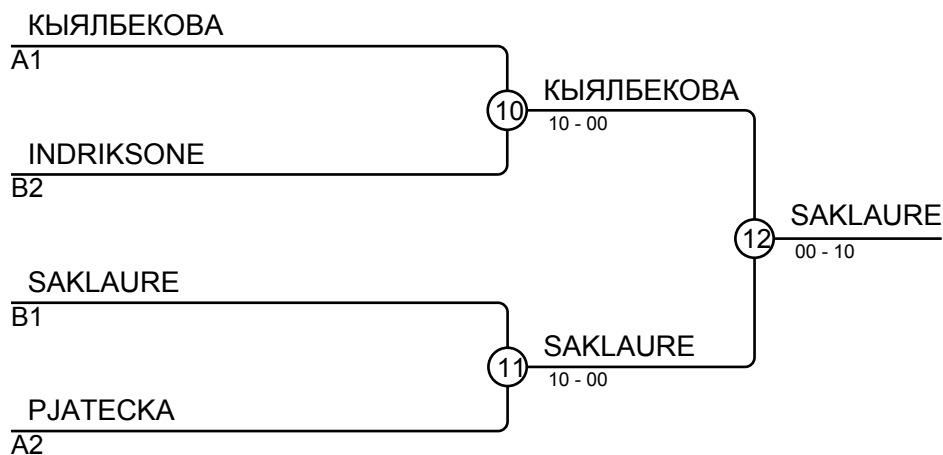 КЫЯЛБЕКОВА
A1
10
КЫЯЛБЕКОВА
10 - 00
INDRIKSONE
B2
12
SAKLAURE
00 - 10
SAKLAURE
B1
11
SAKLAURE
10 - 00
PJATECKA
A2